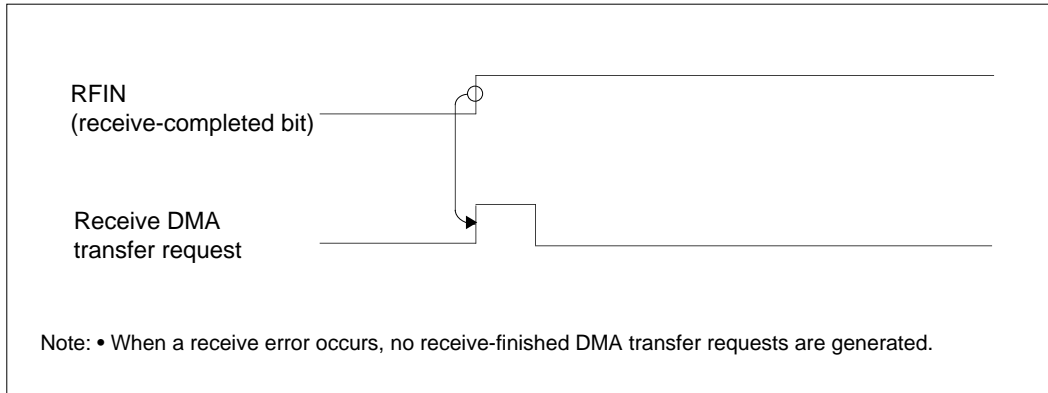 RFIN
(receive-completed bit)
Receive DMA
transfer request
Note: • When a receive error occurs, no receive-finished DMA transfer requests are generated.